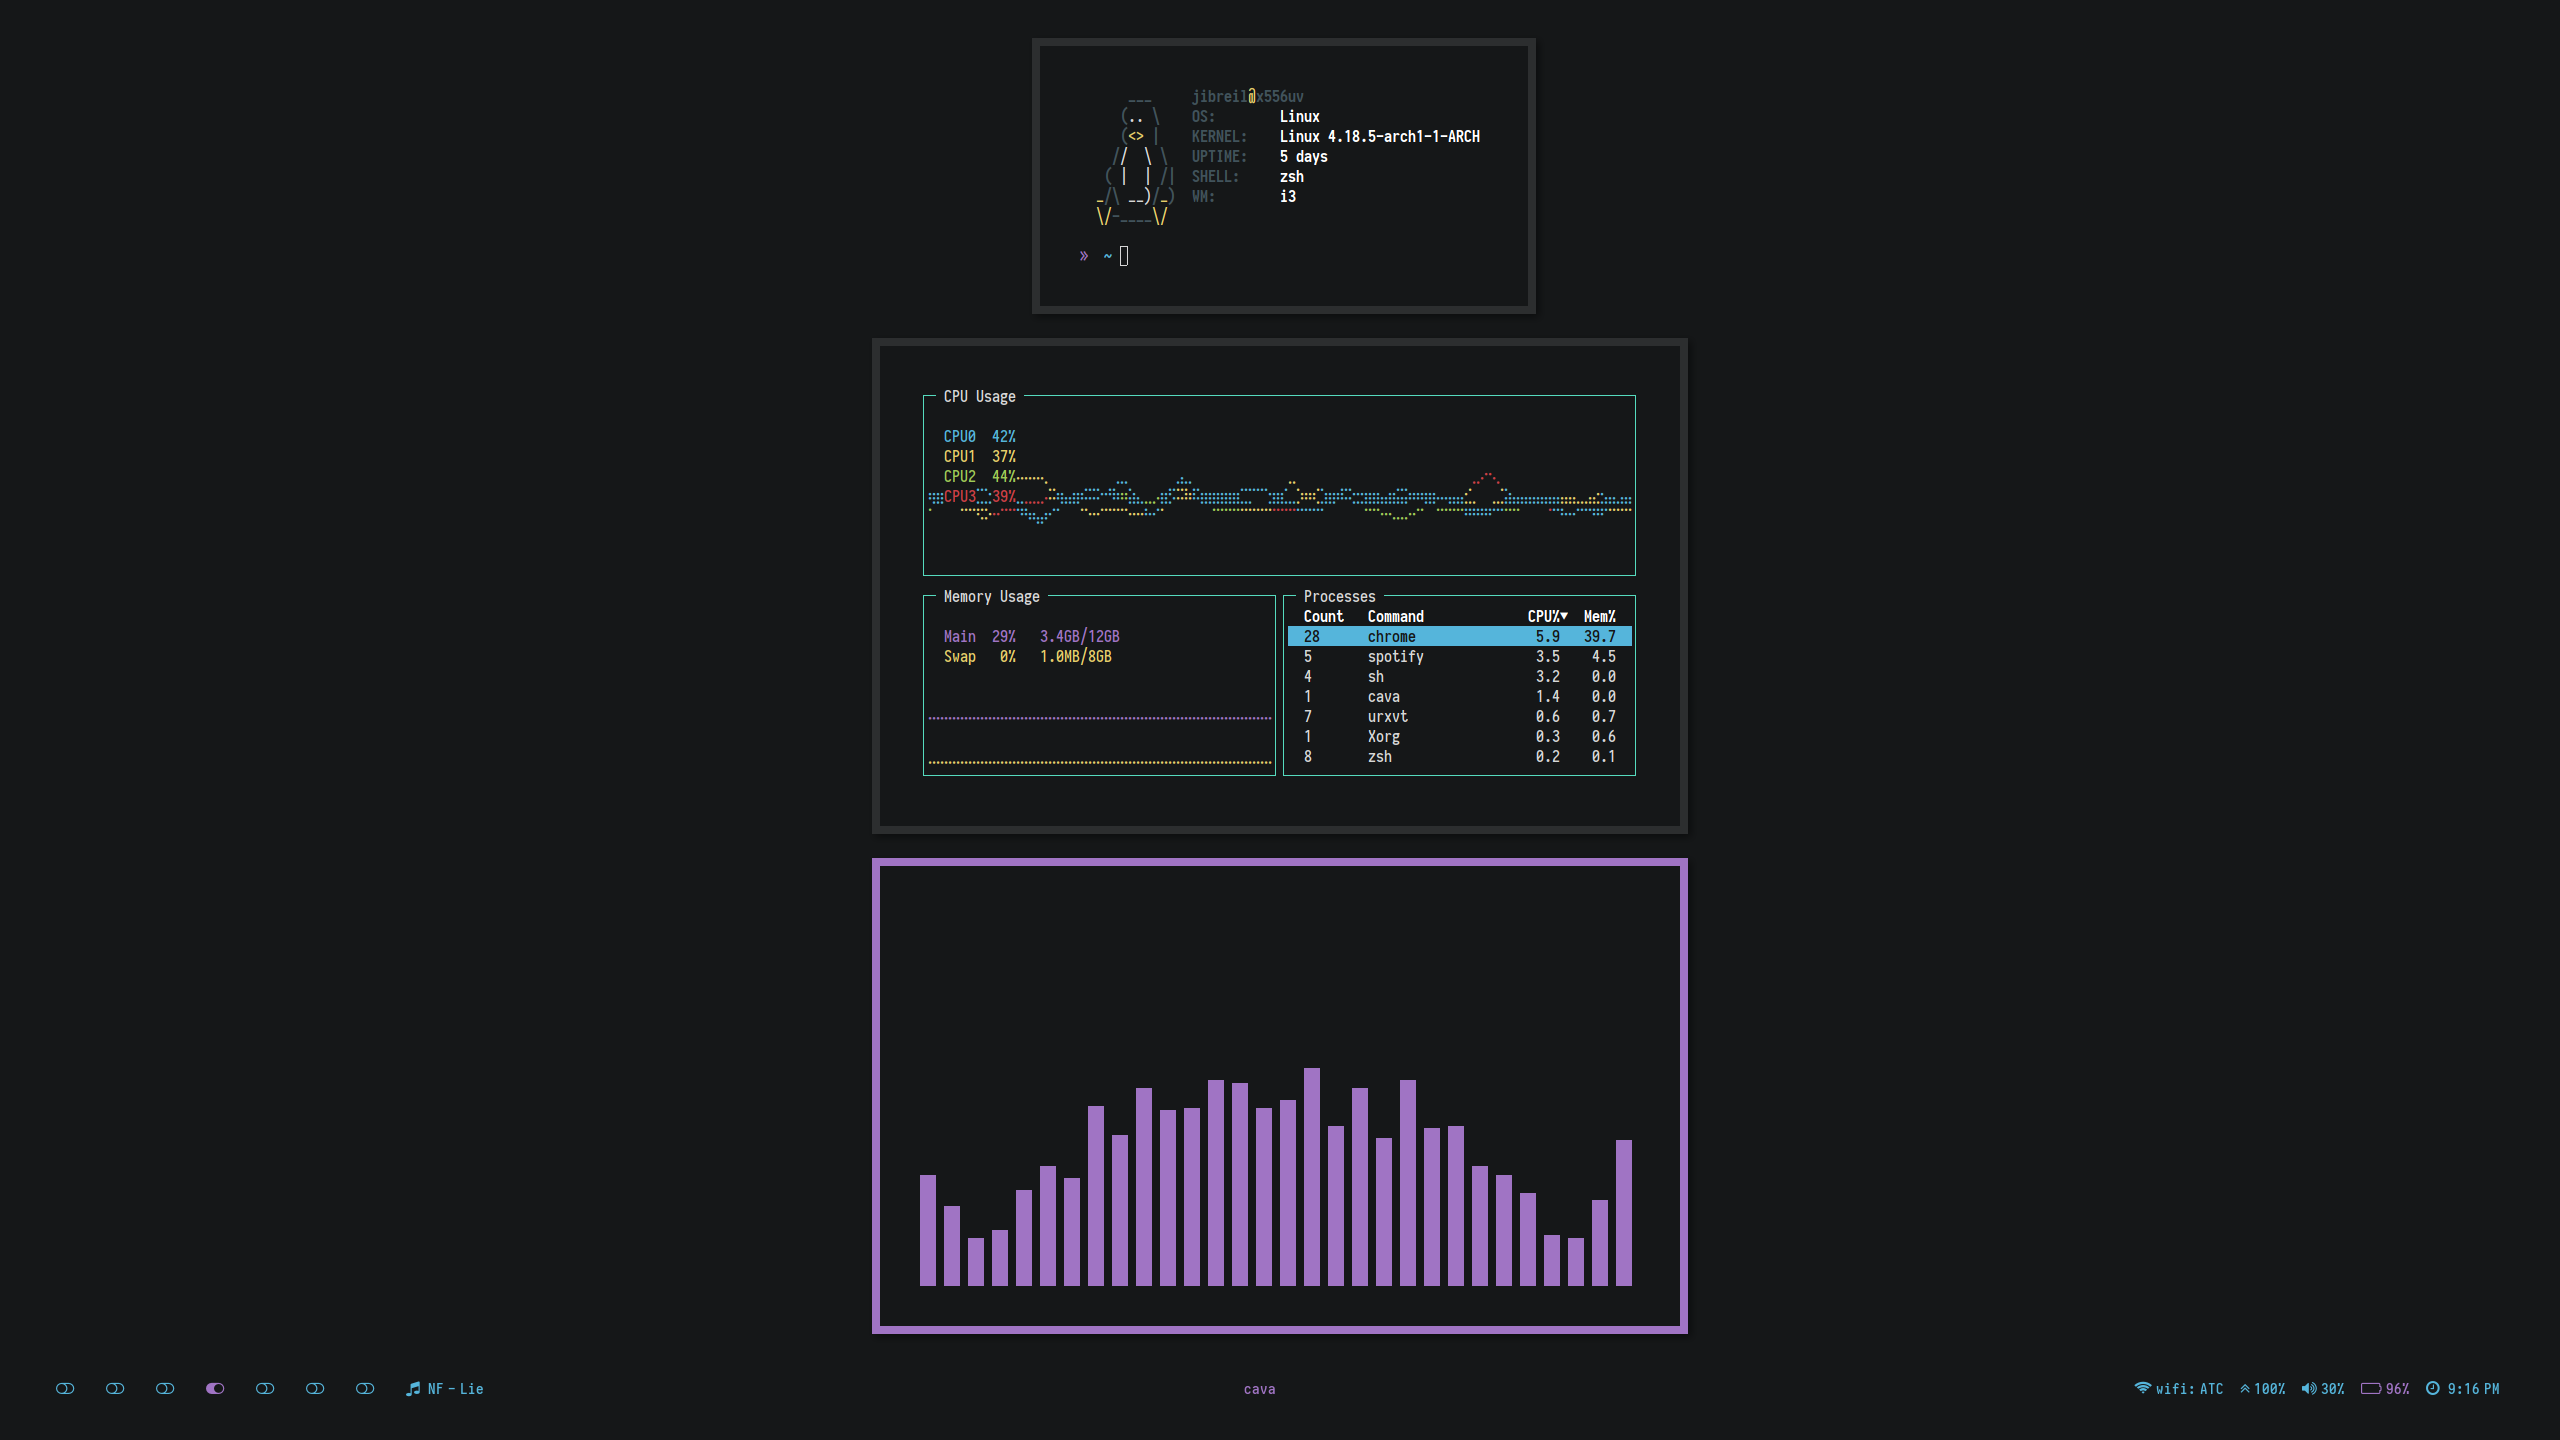 jibreil@x556uv
OS: Linux
KERNEL: Linux 4.18.5-arch1-1-ARCH
UPTIME: 5 days
SHELL: zsh
WM: i3
» ~
CPU Usage
CPU0 42%
CPU1 37%
CPU2 44%
CPU3 39%
Memory Usage
Main 29% 3.4GB/12GB
Swap 0% 1.0MB/8GB
Processes
Count Command CPU%▼ Mem%
28 chrome 5.9 39.7
5 spotify 3.5 4.5
4 sh 3.2 0.0
1 cava 1.4 0.0
7 urxvt 0.6 0.7
1 Xorg 0.3 0.6
8 zsh 0.2 0.1
NF - Lie
cava
wifi: ATC 100% 30% 96% 9:16 PM